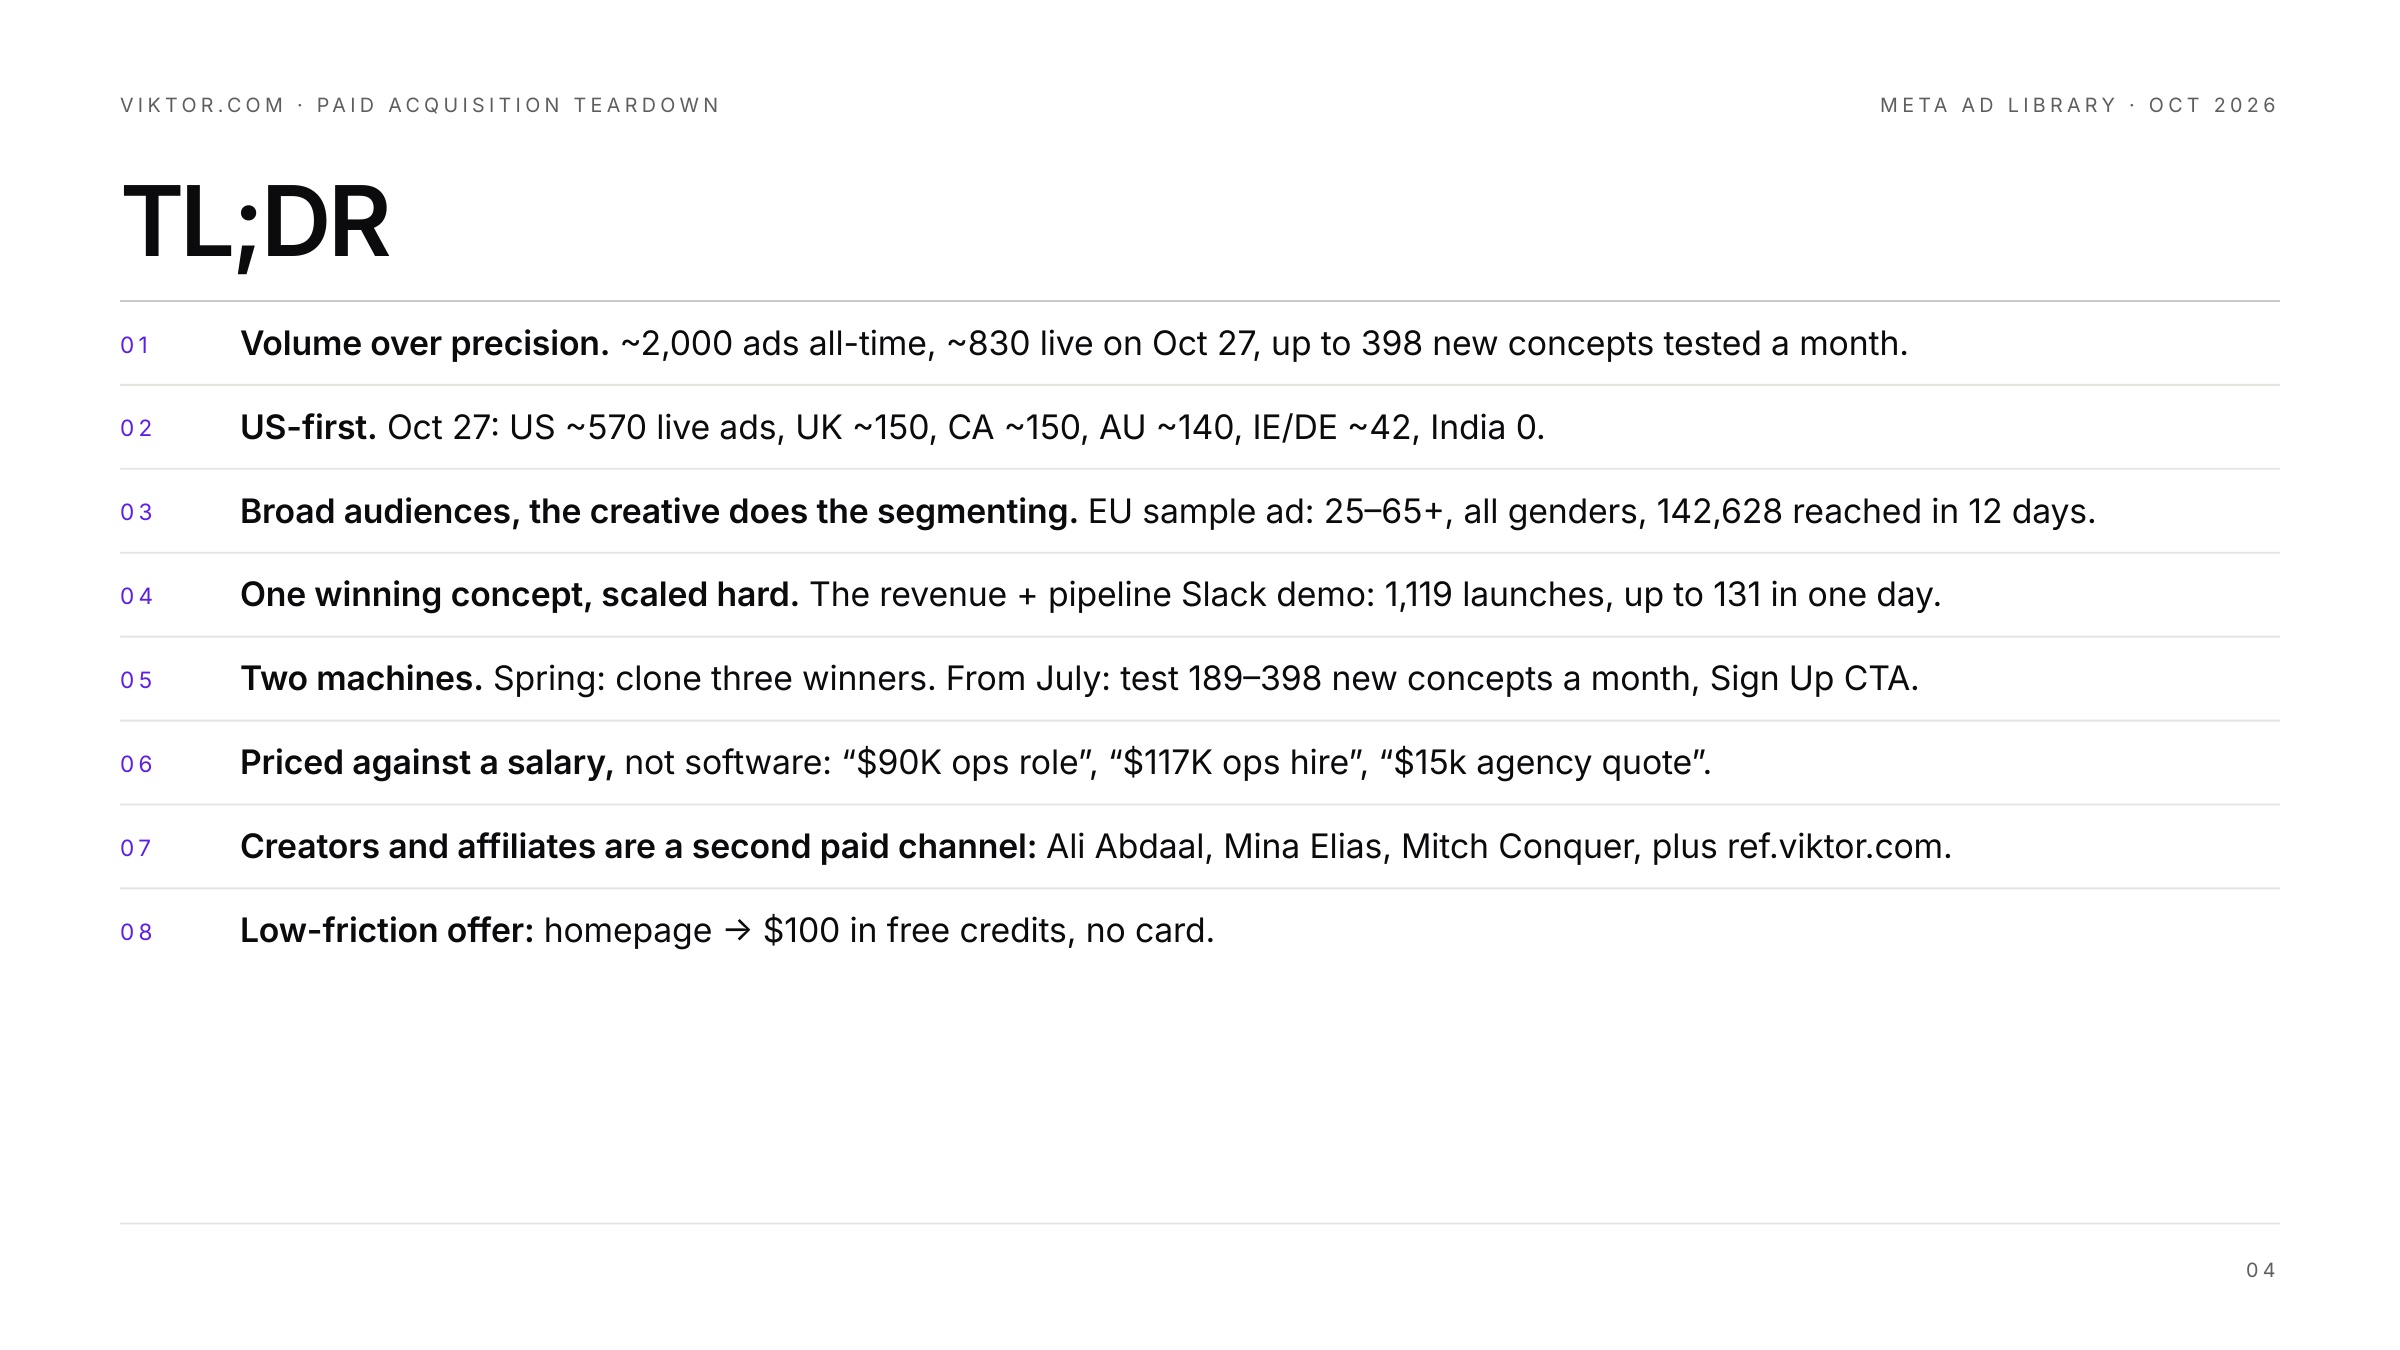 VIKTOR.COM · PAID ACQUISITION TEARDOWN
META AD LIBRARY · OCT 2026
TL;DR
01 Volume over precision. ~2,000 ads all-time, ~830 live on Oct 27, up to 398 new concepts tested a month.
02 US-first. Oct 27: US ~570 live ads, UK ~150, CA ~150, AU ~140, IE/DE ~42, India 0.
03 Broad audiences, the creative does the segmenting. EU sample ad: 25–65+, all genders, 142,628 reached in 12 days.
04 One winning concept, scaled hard. The revenue + pipeline Slack demo: 1,119 launches, up to 131 in one day.
05 Two machines. Spring: clone three winners. From July: test 189–398 new concepts a month, Sign Up CTA.
06 Priced against a salary, not software: “$90K ops role”, “$117K ops hire”, “$15k agency quote”.
07 Creators and affiliates are a second paid channel: Ali Abdaal, Mina Elias, Mitch Conquer, plus ref.viktor.com.
08 Low-friction offer: homepage → $100 in free credits, no card.
04